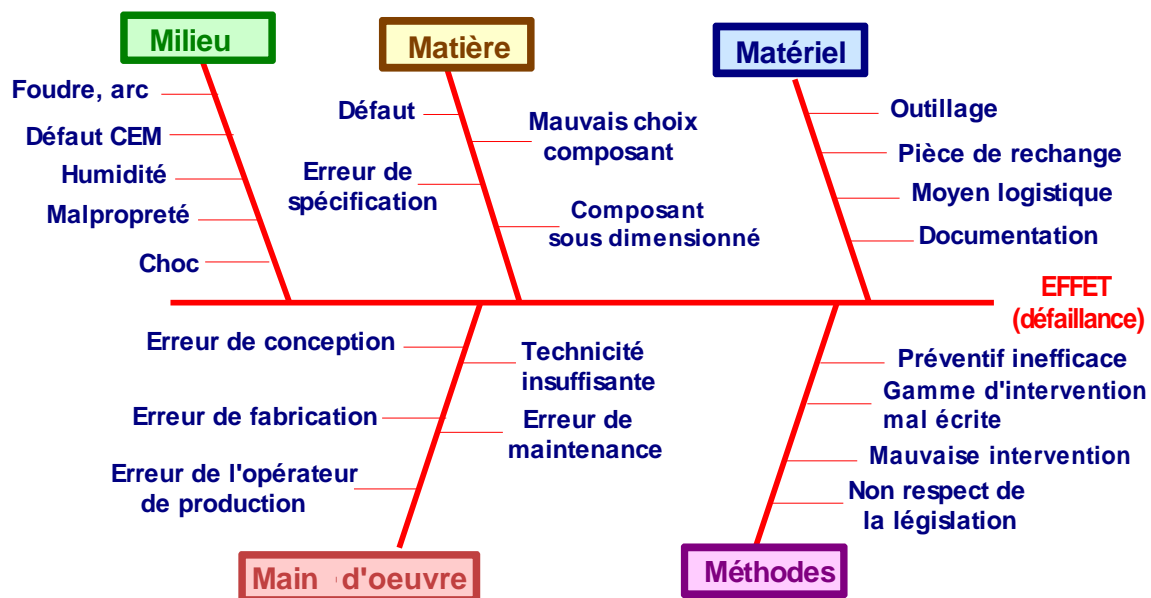 Milieu
Matière
Matériel
Foudre, arc
Défaut CEM
Humidité
Malpropreté
Choc
Défaut
Erreur de
spécification
Mauvais choix
composant
Composant
sous dimensionné
Outillage
Pièce de rechange
Moyen logistique
Documentation
EFFET
(défaillance)
Erreur de conception
Erreur de fabrication
Erreur de l'opérateur
de production
Technicité
insuffisante
Erreur de
maintenance
Préventif inefficace
Gamme d'intervention
mal écrite
Mauvaise intervention
Non respect de
la législation
Main d'oeuvre
Méthodes